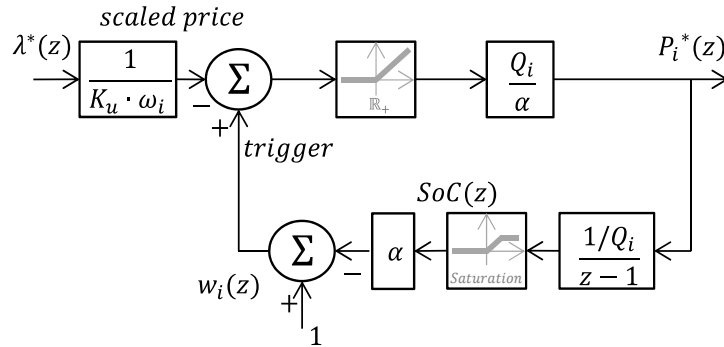 scaled price
λ*(z)
1
K_u · ω_i
−
Σ
+
ℝ₊
Q_i
α
P_i*(z)
trigger
SoC(z)
Σ
−
α
Saturation
1/Q_i
z − 1
w_i(z)
+
1